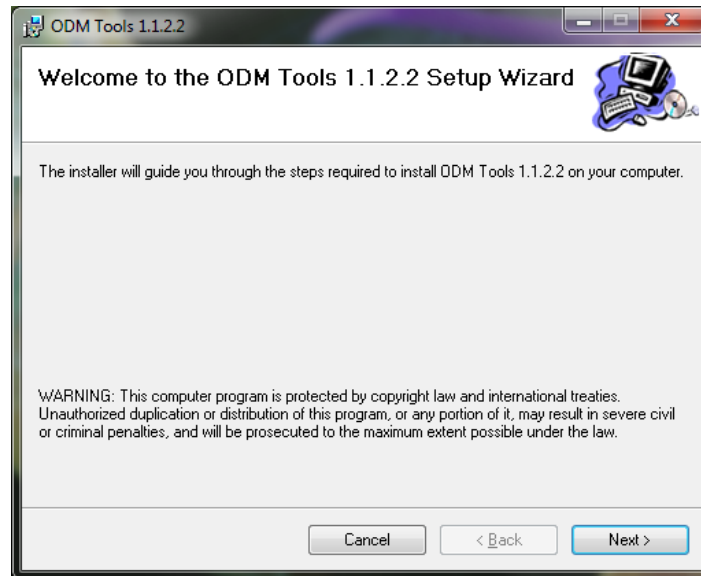 ODM Tools 1.1.2.2
Welcome to the ODM Tools 1.1.2.2 Setup Wizard
The installer will guide you through the steps required to install ODM Tools 1.1.2.2 on your computer.
WARNING: This computer program is protected by copyright law and international treaties.
Unauthorized duplication or distribution of this program, or any portion of it, may result in severe civil
or criminal penalties, and will be prosecuted to the maximum extent possible under the law.
Cancel < Back Next >